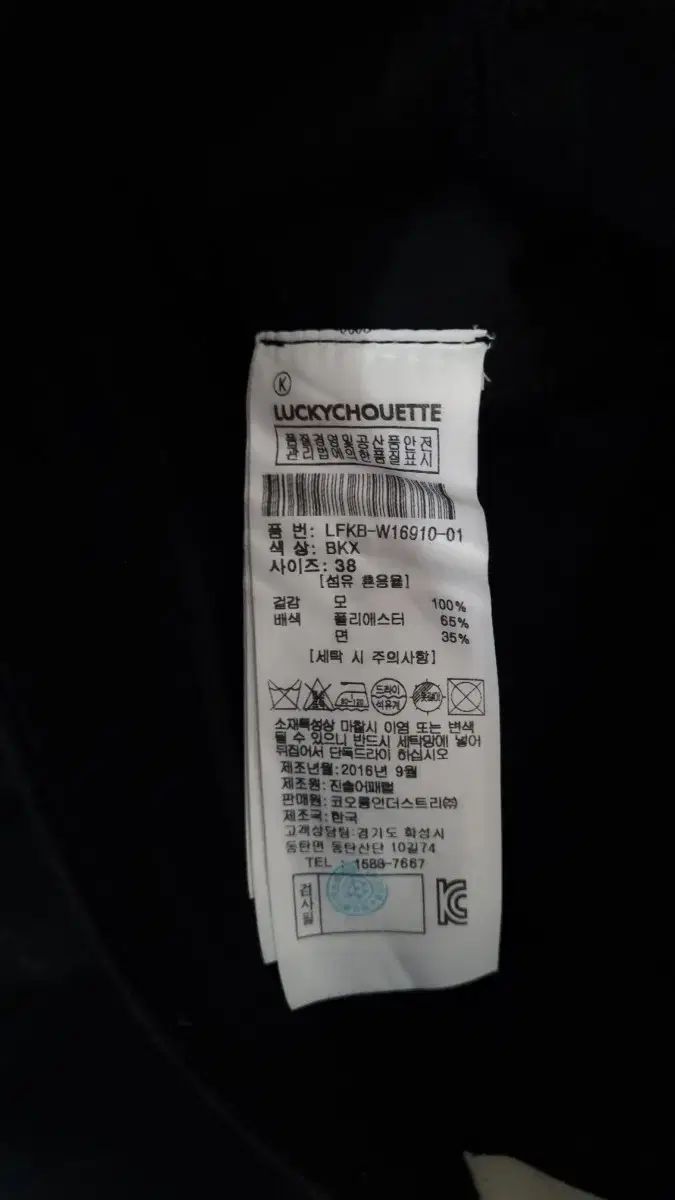 K
LUCKYCHOUETTE
품질경영및공산품안전
관리법에의한품질표시
품 번: LFKB-W16910-01
색 상: BKX
사이즈: 38
[섬유 혼용율]
겉감 모 100%
배색 폴리에스터 65%
면 35%
[세탁 시 주의사항]
드라이
석유계
옷걸이
소재특성상 마찰시 이염 또는 변색
될 수 있으니 반드시 세탁망에 넣어
뒤집어서 단독드라이 하십시오
제조년월: 2016년 9월
제조원: 진솔어패럴
판매원: 코오롱인더스트리㈜
제조국: 한국
고객상담팀: 경기도 화성시
동탄면 동탄산단 10길74
TEL : 1588-7667
검사필
KC